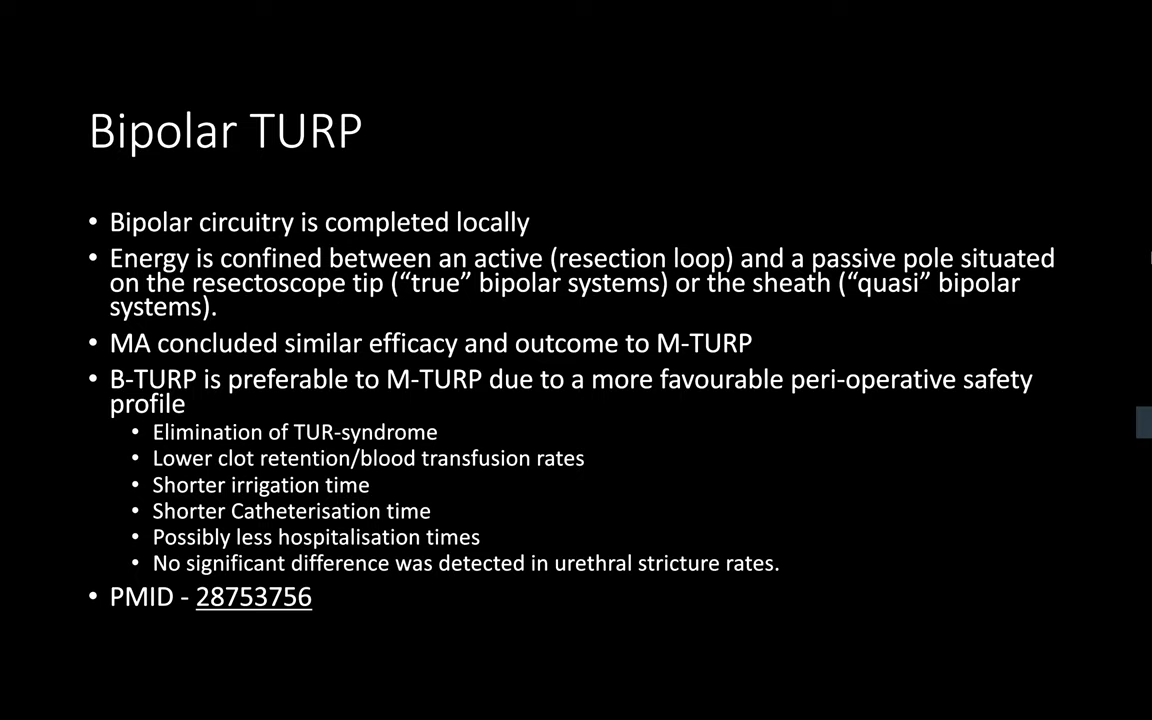 Bipolar TURP
• Bipolar circuitry is completed locally
• Energy is confined between an active (resection loop) and a passive pole situated
on the resectoscope tip (“true” bipolar systems) or the sheath (“quasi” bipolar
systems).
• MA concluded similar efficacy and outcome to M-TURP
• B-TURP is preferable to M-TURP due to a more favourable peri-operative safety
profile
• Elimination of TUR-syndrome
• Lower clot retention/blood transfusion rates
• Shorter irrigation time
• Shorter Catheterisation time
• Possibly less hospitalisation times
• No significant difference was detected in urethral stricture rates.
• PMID - 28753756